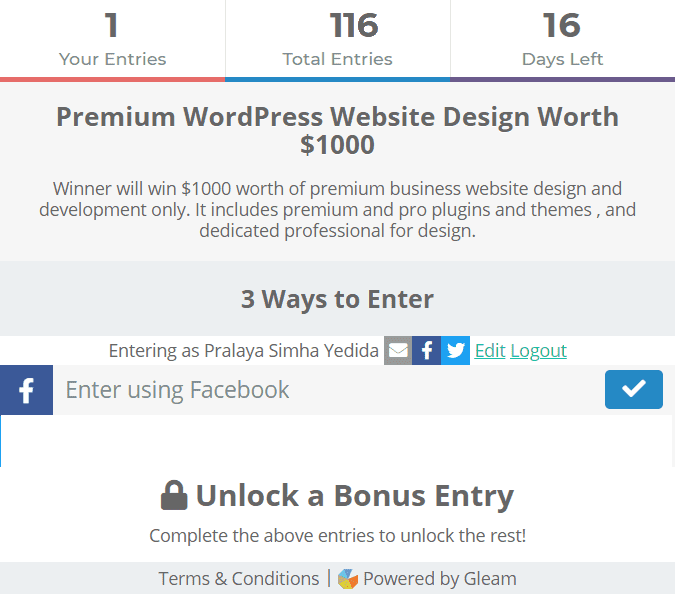 1
Your Entries
116
Total Entries
16
Days Left
Premium WordPress Website Design Worth
$1000
Winner will win $1000 worth of premium business website design and
development only. It includes premium and pro plugins and themes , and
dedicated professional for design.
3 Ways to Enter
Entering as Pralaya Simha Yedida Edit Logout
Enter using Facebook
Unlock a Bonus Entry
Complete the above entries to unlock the rest!
Terms & Conditions | Powered by Gleam